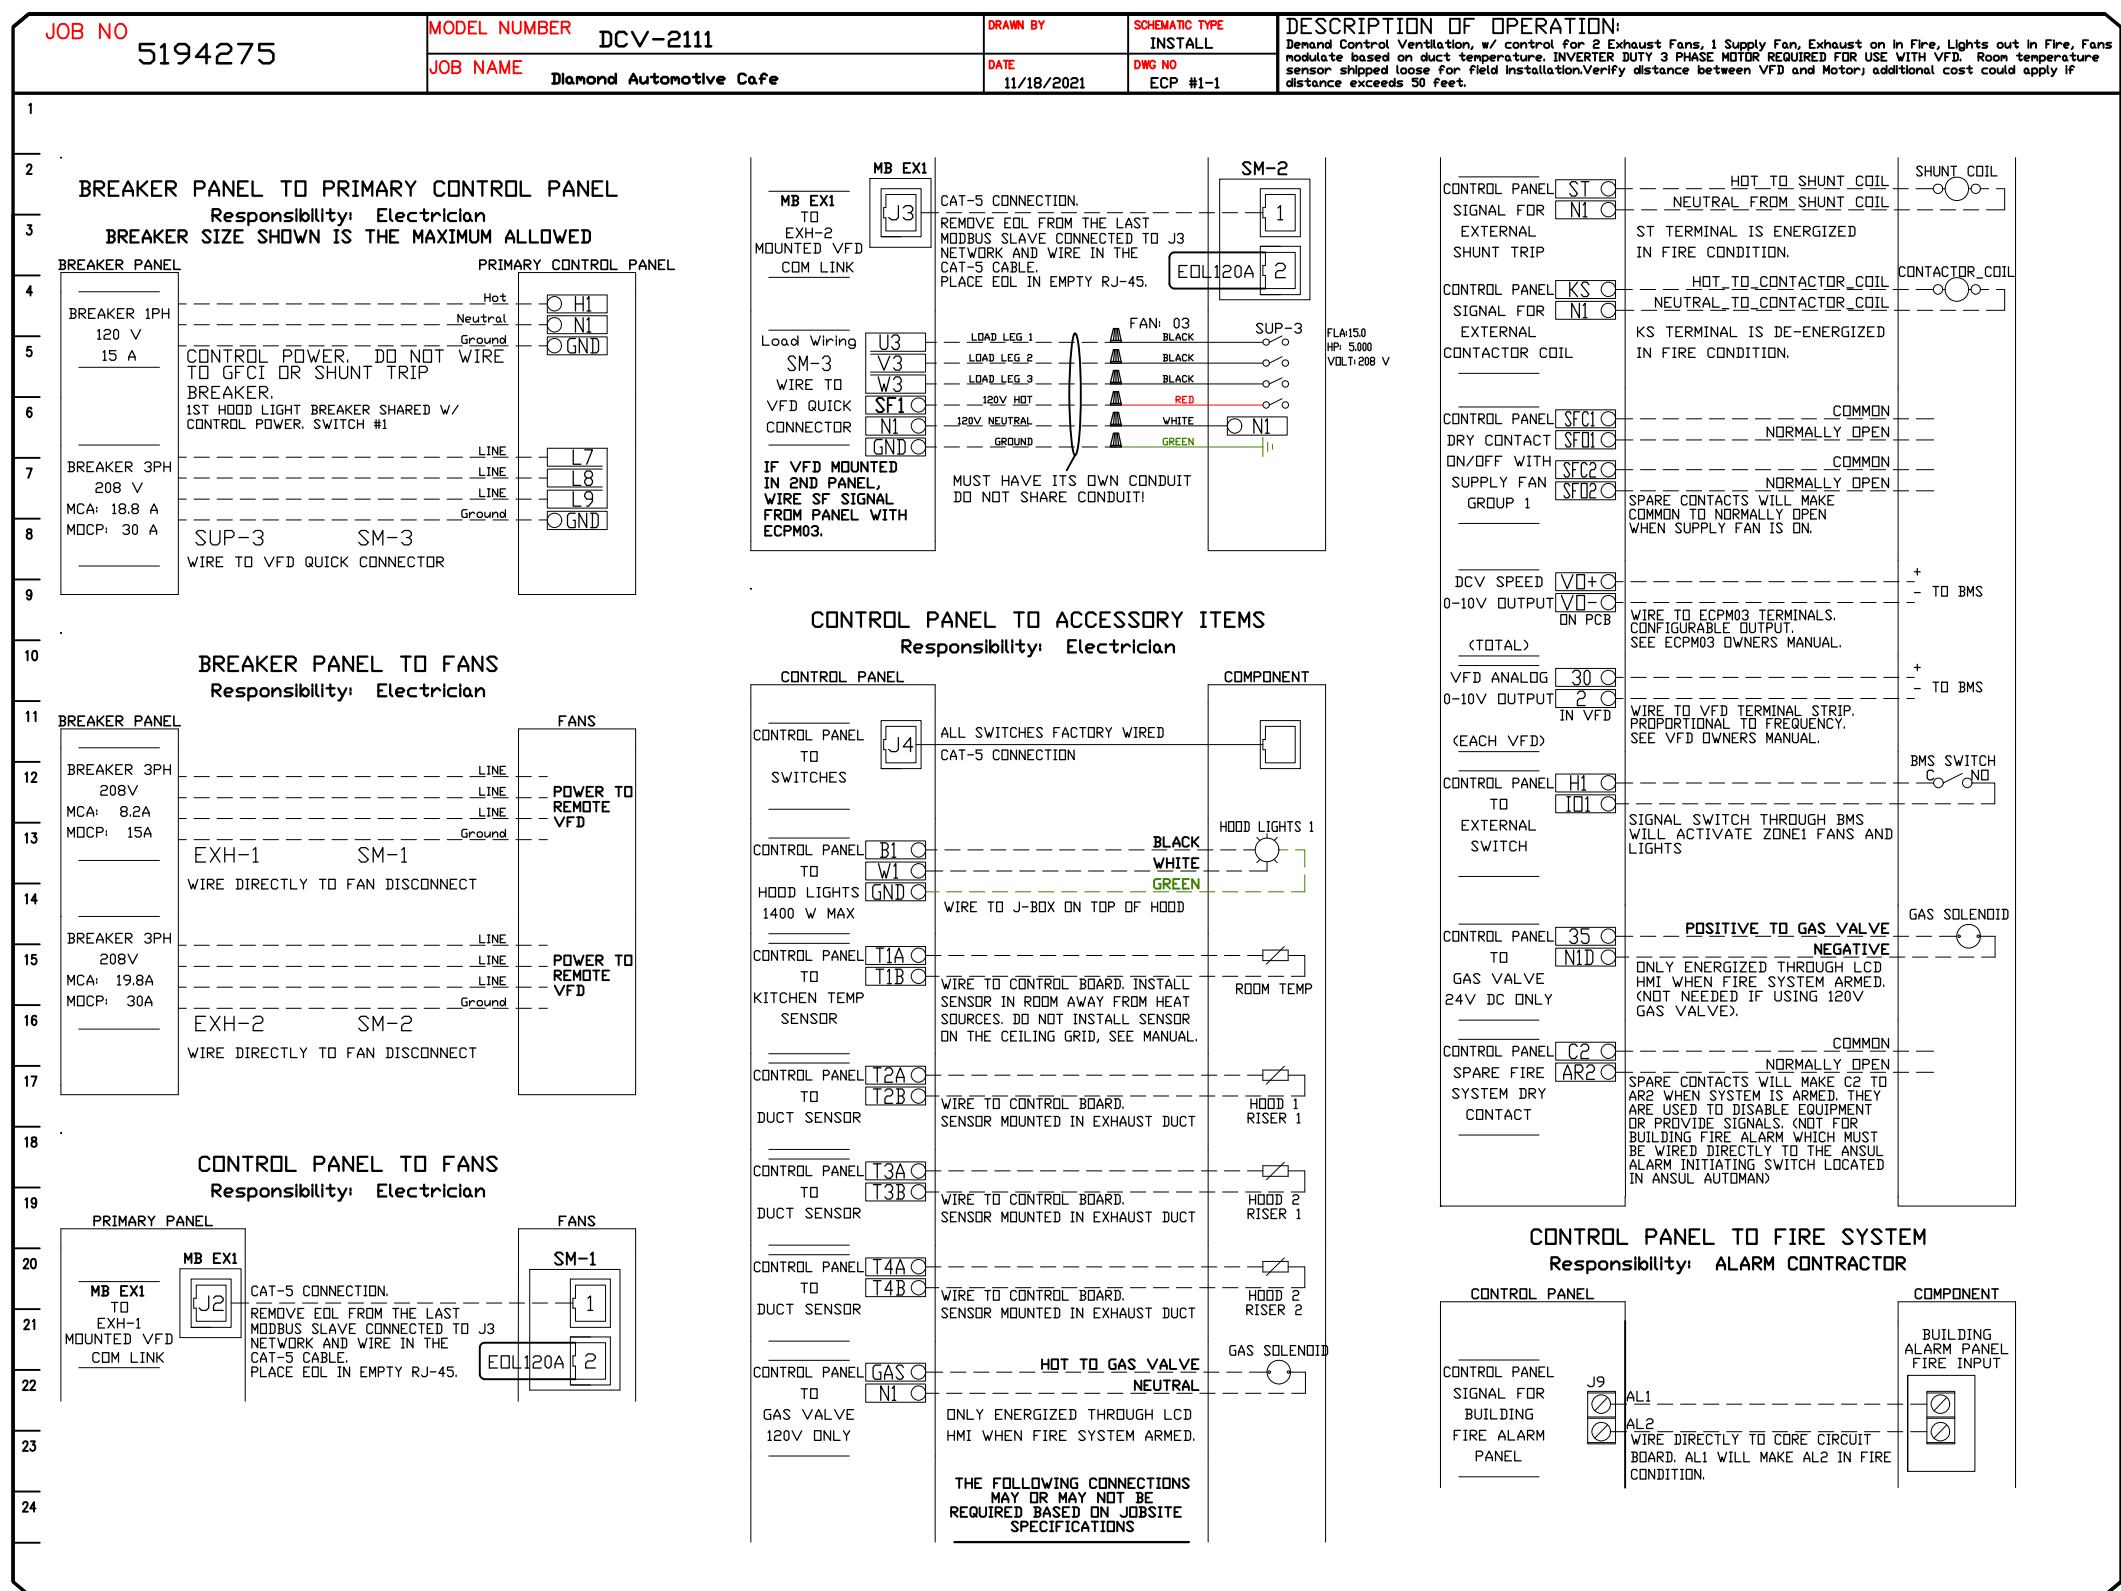 JOB NO
5194275
MODEL NUMBER
DCV-2111
JOB NAME
Diamond Automotive Cafe
DRAWN BY
DATE
11/18/2021
SCHEMATIC TYPE
INSTALL
DWG NO
ECP #1-1
DESCRIPTION OF OPERATION:
Demand Control Ventilation, w/ control for 2 Exhaust Fans, 1 Supply Fan, Exhaust on in Fire, Lights out in Fire, Fans
modulate based on duct temperature. INVERTER DUTY 3 PHASE MOTOR REQUIRED FOR USE WITH VFD. Room temperature
sensor shipped loose for field installation.Verify distance between VFD and Motor; additional cost could apply if
distance exceeds 50 feet.
1
2
3
4
5
6
7
8
9
10
11
12
13
14
15
16
17
18
19
20
21
22
23
24
BREAKER PANEL TO PRIMARY CONTROL PANEL
Responsibility: Electrician
BREAKER SIZE SHOWN IS THE MAXIMUM ALLOWED
BREAKER PANEL
PRIMARY CONTROL PANEL
BREAKER 1PH
120 V
15 A
Hot
H1
Neutral
N1
Ground
GND
CONTROL POWER. DO NOT WIRE
TO GFCI OR SHUNT TRIP
BREAKER.
1ST HOOD LIGHT BREAKER SHARED W/
CONTROL POWER. SWITCH #1
BREAKER 3PH
208 V
MCA: 18.8 A
MOCP: 30 A
LINE
L7
LINE
L8
LINE
L9
Ground
GND
SUP-3
SM-3
WIRE TO VFD QUICK CONNECTOR
BREAKER PANEL TO FANS
Responsibility: Electrician
BREAKER PANEL
FANS
BREAKER 3PH
208V
MCA: 8.2A
MOCP: 15A
LINE
LINE
LINE
Ground
POWER TO
REMOTE
VFD
EXH-1
SM-1
WIRE DIRECTLY TO FAN DISCONNECT
BREAKER 3PH
208V
MCA: 19.8A
MOCP: 30A
LINE
LINE
LINE
Ground
POWER TO
REMOTE
VFD
EXH-2
SM-2
WIRE DIRECTLY TO FAN DISCONNECT
CONTROL PANEL TO FANS
Responsibility: Electrician
PRIMARY PANEL
FANS
MB EX1
TO
EXH-1
MOUNTED VFD
COM LINK
MB EX1
J2
CAT-5 CONNECTION.
REMOVE EOL FROM THE LAST
MODBUS SLAVE CONNECTED TO J3
NETWORK AND WIRE IN THE
CAT-5 CABLE.
PLACE EOL IN EMPTY RJ-45.
SM-1
1
EOL120A
2
MB EX1
TO
EXH-2
MOUNTED VFD
COM LINK
MB EX1
J3
CAT-5 CONNECTION.
REMOVE EOL FROM THE LAST
MODBUS SLAVE CONNECTED TO J3
NETWORK AND WIRE IN THE
CAT-5 CABLE.
PLACE EOL IN EMPTY RJ-45.
SM-2
1
EOL120A
2
Load Wiring
SM-3
WIRE TO
VFD QUICK
CONNECTOR
U3
V3
W3
SF1
N1
GND
LOAD LEG 1
LOAD LEG 2
LOAD LEG 3
120V HOT
120V NEUTRAL
GROUND
FAN: 03
BLACK
BLACK
BLACK
RED
WHITE
GREEN
SUP-3
N1
FLA:15.0
HP: 5.000
VOLT: 208 V
IF VFD MOUNTED
IN 2ND PANEL,
WIRE SF SIGNAL
FROM PANEL WITH
ECPM03.
MUST HAVE ITS OWN CONDUIT
DO NOT SHARE CONDUIT!
CONTROL PANEL TO ACCESSORY ITEMS
Responsibility: Electrician
CONTROL PANEL
COMPONENT
CONTROL PANEL
TO
SWITCHES
J4
ALL SWITCHES FACTORY WIRED
CAT-5 CONNECTION
CONTROL PANEL
TO
HOOD LIGHTS
1400 W MAX
B1
W1
GND
BLACK
WHITE
GREEN
HOOD LIGHTS 1
WIRE TO J-BOX ON TOP OF HOOD
CONTROL PANEL
TO
KITCHEN TEMP
SENSOR
T1A
T1B
WIRE TO CONTROL BOARD. INSTALL
SENSOR IN ROOM AWAY FROM HEAT
SOURCES. DO NOT INSTALL SENSOR
ON THE CEILING GRID, SEE MANUAL.
ROOM TEMP
CONTROL PANEL
TO
DUCT SENSOR
T2A
T2B
WIRE TO CONTROL BOARD.
SENSOR MOUNTED IN EXHAUST DUCT
HOOD 1
RISER 1
CONTROL PANEL
TO
DUCT SENSOR
T3A
T3B
WIRE TO CONTROL BOARD.
SENSOR MOUNTED IN EXHAUST DUCT
HOOD 2
RISER 1
CONTROL PANEL
TO
DUCT SENSOR
T4A
T4B
WIRE TO CONTROL BOARD.
SENSOR MOUNTED IN EXHAUST DUCT
HOOD 2
RISER 2
CONTROL PANEL
TO
GAS VALVE
120V ONLY
GAS
N1
HOT TO GAS VALVE
NEUTRAL
GAS SOLENOID
ONLY ENERGIZED THROUGH LCD
HMI WHEN FIRE SYSTEM ARMED.
THE FOLLOWING CONNECTIONS
MAY OR MAY NOT BE
REQUIRED BASED ON JOBSITE
SPECIFICATIONS
CONTROL PANEL
SIGNAL FOR
EXTERNAL
SHUNT TRIP
ST
N1
HOT TO SHUNT COIL
NEUTRAL FROM SHUNT COIL
SHUNT COIL
ST TERMINAL IS ENERGIZED
IN FIRE CONDITION.
CONTROL PANEL
SIGNAL FOR
EXTERNAL
CONTACTOR COIL
KS
N1
HOT TO CONTACTOR COIL
NEUTRAL TO CONTACTOR COIL
CONTACTOR COIL
KS TERMINAL IS DE-ENERGIZED
IN FIRE CONDITION.
CONTROL PANEL
DRY CONTACT
ON/OFF WITH
SUPPLY FAN
GROUP 1
SFC1
SFO1
SFC2
SFO2
COMMON
NORMALLY OPEN
COMMON
NORMALLY OPEN
SPARE CONTACTS WILL MAKE
COMMON TO NORMALLY OPEN
WHEN SUPPLY FAN IS ON.
DCV SPEED
0-10V OUTPUT
(TOTAL)
VO+
VO-
ON PCB
+
- TO BMS
WIRE TO ECPM03 TERMINALS.
CONFIGURABLE OUTPUT.
SEE ECPM03 OWNERS MANUAL.
VFD ANALOG
0-10V OUTPUT
(EACH VFD)
30
2
IN VFD
+
- TO BMS
WIRE TO VFD TERMINAL STRIP.
PROPORTIONAL TO FREQUENCY.
SEE VFD OWNERS MANUAL.
CONTROL PANEL
TO
EXTERNAL
SWITCH
H1
IO1
BMS SWITCH
C
NO
SIGNAL SWITCH THROUGH BMS
WILL ACTIVATE ZONE1 FANS AND
LIGHTS
CONTROL PANEL
TO
GAS VALVE
24V DC ONLY
35
N1D
POSITIVE TO GAS VALVE
NEGATIVE
GAS SOLENOID
ONLY ENERGIZED THROUGH LCD
HMI WHEN FIRE SYSTEM ARMED.
(NOT NEEDED IF USING 120V
GAS VALVE).
CONTROL PANEL
SPARE FIRE
SYSTEM DRY
CONTACT
C2
AR2
COMMON
NORMALLY OPEN
SPARE CONTACTS WILL MAKE C2 TO
AR2 WHEN SYSTEM IS ARMED. THEY
ARE USED TO DISABLE EQUIPMENT
OR PROVIDE SIGNALS. (NOT FOR
BUILDING FIRE ALARM WHICH MUST
BE WIRED DIRECTLY TO THE ANSUL
ALARM INITIATING SWITCH LOCATED
IN ANSUL AUTOMAN)
CONTROL PANEL TO FIRE SYSTEM
Responsibility: ALARM CONTRACTOR
CONTROL PANEL
COMPONENT
CONTROL PANEL
SIGNAL FOR
BUILDING
FIRE ALARM
PANEL
J9
AL1
AL2
BUILDING
ALARM PANEL
FIRE INPUT
WIRE DIRECTLY TO CORE CIRCUIT
BOARD. AL1 WILL MAKE AL2 IN FIRE
CONDITION.